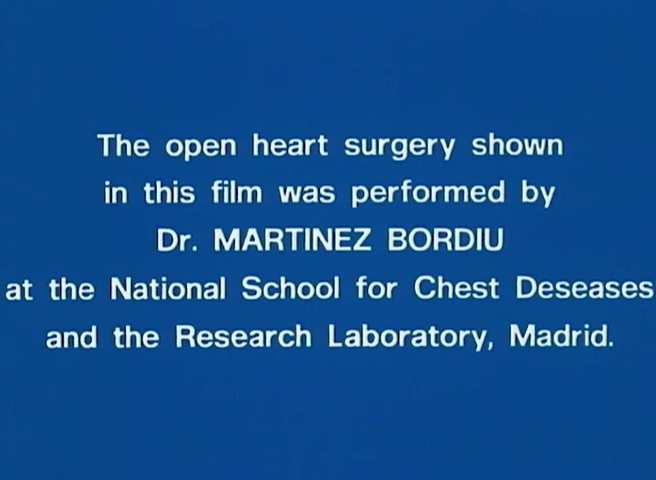 The open heart surgery shown
in this film was performed by
Dr. MARTINEZ BORDIU
at the National School for Chest Deseases
and the Research Laboratory, Madrid.